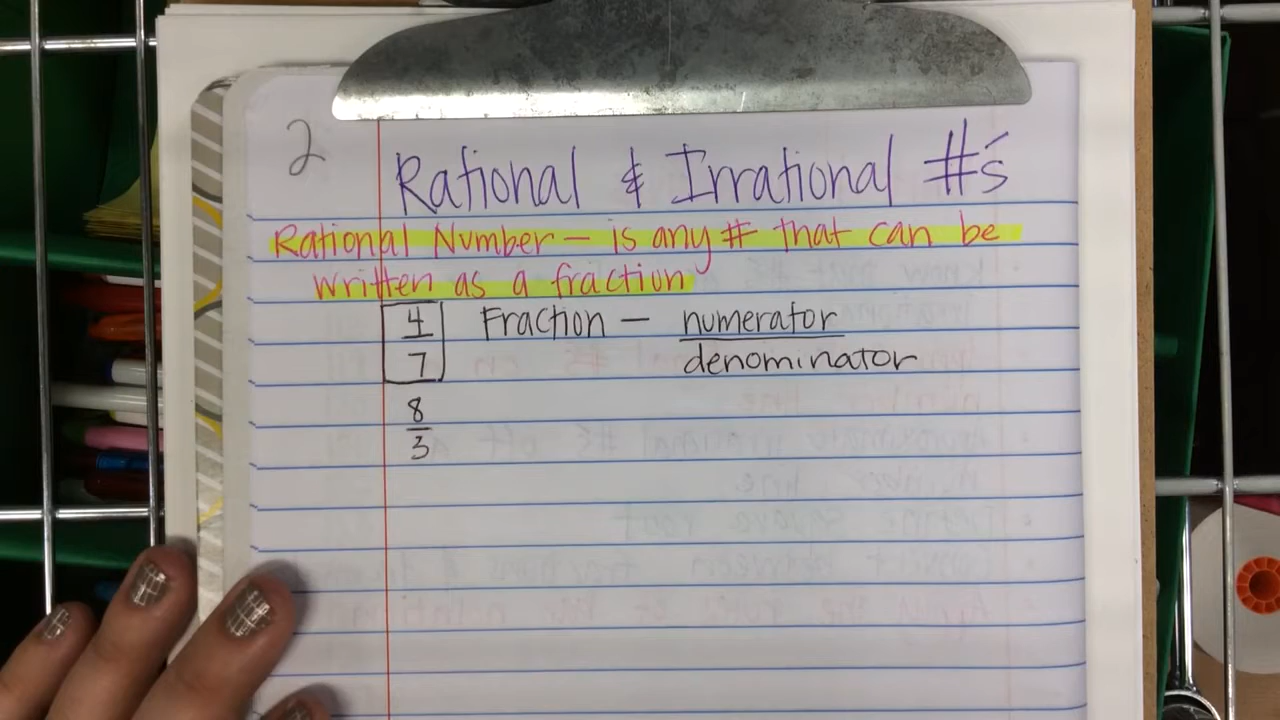 2
Rational & Irrational #'s
Rational Number - is any # that can be
written as a fraction
4 Fraction - numerator
7 denominator
8
3